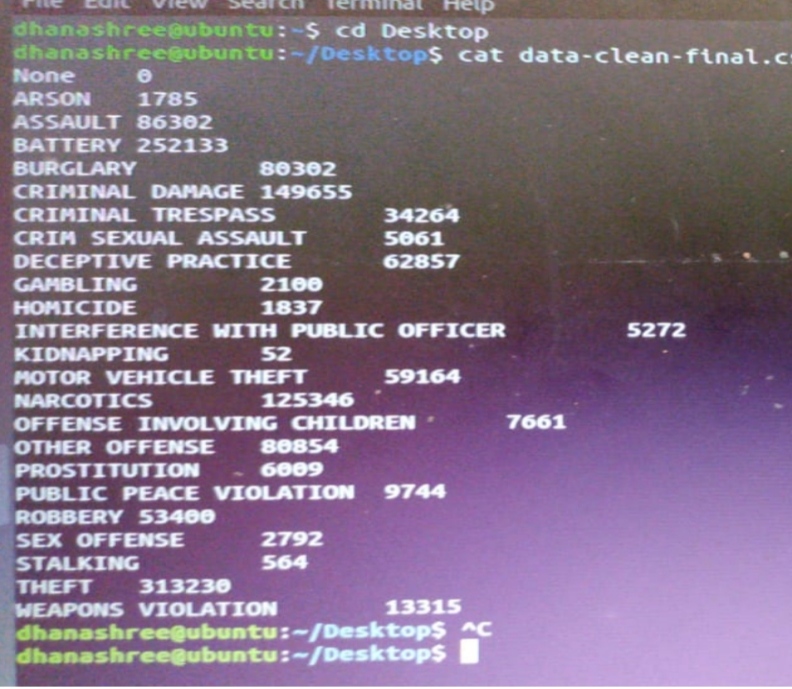 File Edit View Search Terminal Help
dhanashree@ubuntu:~$ cd Desktop
dhanashree@ubuntu:~/Desktop$ cat data-clean-final.cs
None 0
ARSON 1785
ASSAULT 86302
BATTERY 252133
BURGLARY 80302
CRIMINAL DAMAGE 149655
CRIMINAL TRESPASS 34264
CRIM SEXUAL ASSAULT 5061
DECEPTIVE PRACTICE 62857
GAMBLING 2100
HOMICIDE 1837
INTERFERENCE WITH PUBLIC OFFICER 5272
KIDNAPPING 52
MOTOR VEHICLE THEFT 59164
NARCOTICS 125346
OFFENSE INVOLVING CHILDREN 7661
OTHER OFFENSE 80854
PROSTITUTION 6009
PUBLIC PEACE VIOLATION 9744
ROBBERY 53400
SEX OFFENSE 2792
STALKING 564
THEFT 313230
WEAPONS VIOLATION 13315
dhanashree@ubuntu:~/Desktop$ ^C
dhanashree@ubuntu:~/Desktop$